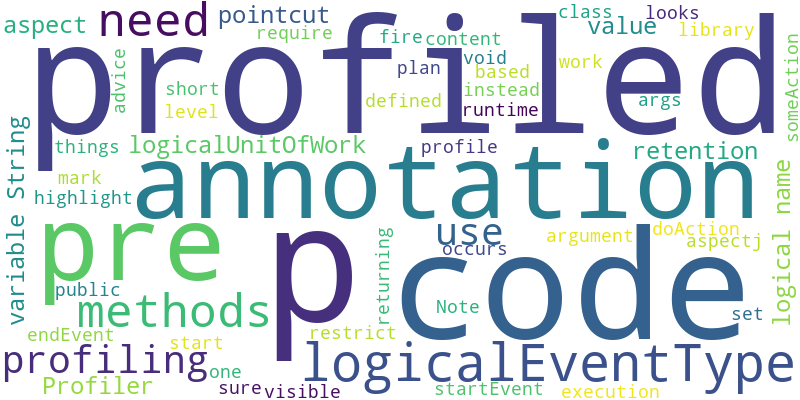 aspect
need
pointcut
require
class
looks
value
library
fire
content
void
work
someAction
advice
profiled
plan
based
short
instead
defined
args
level
runtime
variable String
things
logicalUnitOfWork
profile
retention
mark
annotation
highlight
logical name
pre
p
use
occurs
argument
doAction
aspectj
returning
code
public
methods
Note
set
endEvent
start
restrict
profiling
one
logicalEventType
Profiler
sure
visible
startEvent
execution